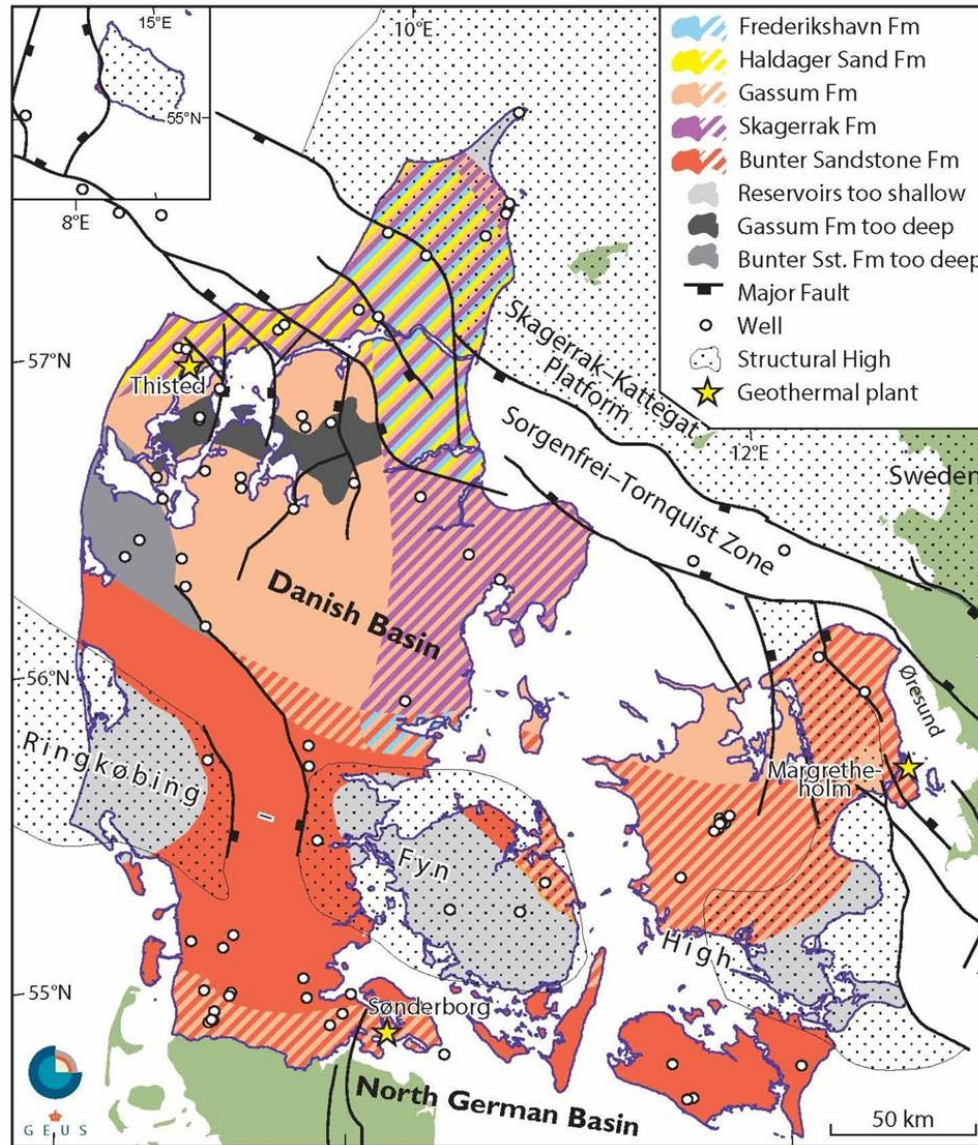 15°E
55°N
8°E
10°E
Frederikshavn Fm
Haldager Sand Fm
Gassum Fm
Skagerrak Fm
Bunter Sandstone Fm
Reservoirs too shallow
Gassum Fm too deep
Bunter Sst. Fm too deep
Major Fault
Well
Structural High
Geothermal plant
57°N
Thisted
Skagerrak–Kattegat
Platform
12°E
Sorgenfrei–Tornquist Zone
Sweden
Danish Basin
56°N
Øresund
Ringkøbing
Margrethe-
holm
Fyn
High
55°N
Sønderborg
North German Basin
50 km
GEUS